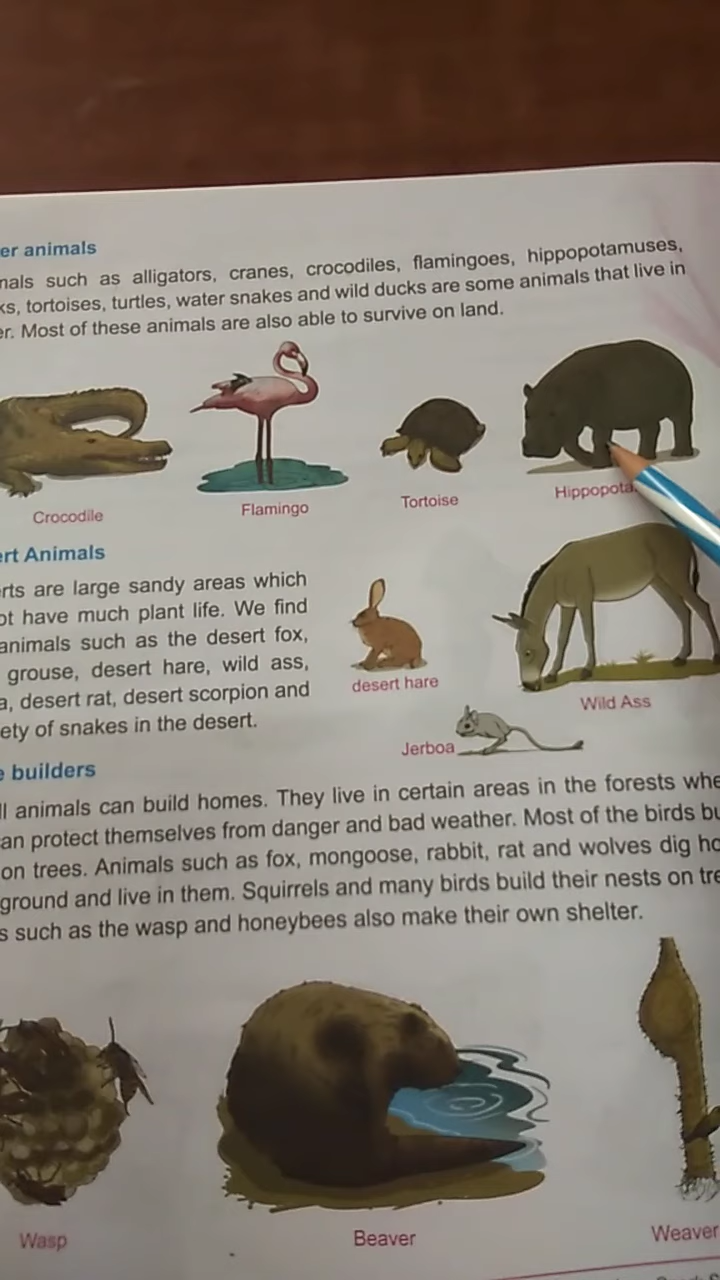 er animals
nals such as alligators, cranes, crocodiles, flamingoes, hippopotamuses,
ks, tortoises, turtles, water snakes and wild ducks are some animals that live in
er. Most of these animals are also able to survive on land.
Crocodile
Flamingo
Tortoise
Hippopota
ert Animals
rts are large sandy areas which
ot have much plant life. We find
animals such as the desert fox,
grouse, desert hare, wild ass,
a, desert rat, desert scorpion and
ety of snakes in the desert.
desert hare
Wild Ass
Jerboa
e builders
ll animals can build homes. They live in certain areas in the forests whe
an protect themselves from danger and bad weather. Most of the birds bu
on trees. Animals such as fox, mongoose, rabbit, rat and wolves dig ho
ground and live in them. Squirrels and many birds build their nests on tre
s such as the wasp and honeybees also make their own shelter.
Wasp
Beaver
Weaver